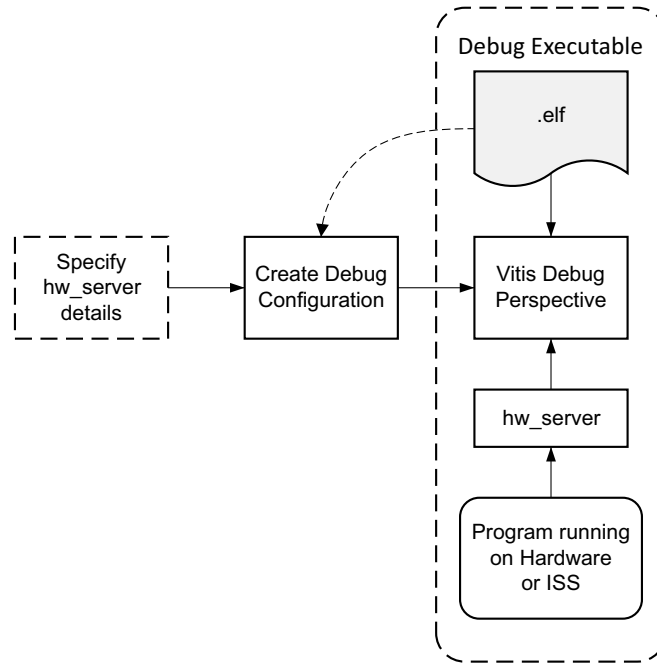 Debug Executable
.elf
Specify
hw_server
details
Create Debug
Configuration
Vitis Debug
Perspective
hw_server
Program running
on Hardware
or ISS